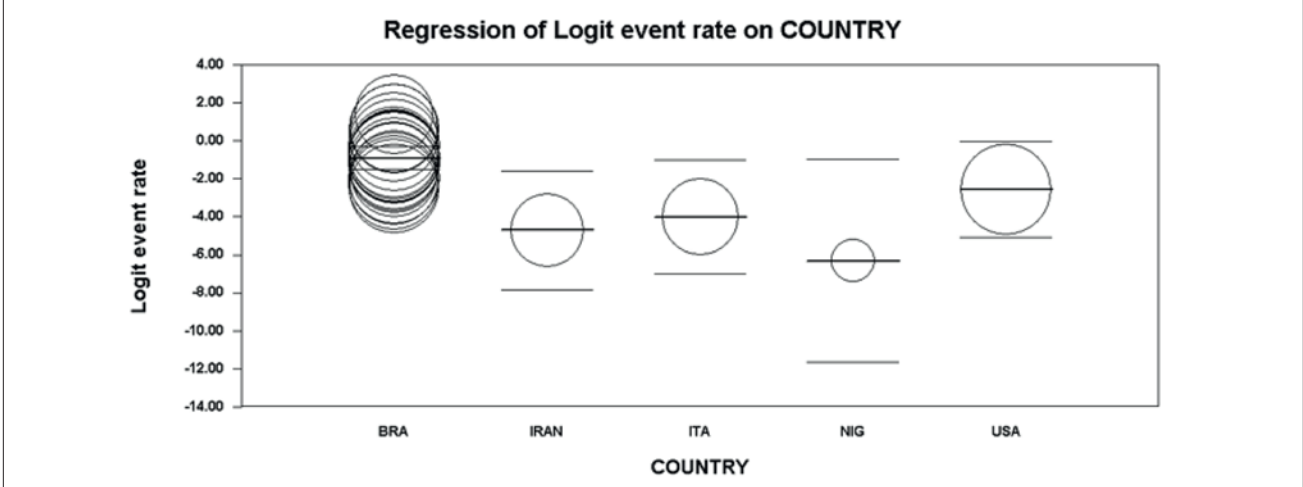 Regression of Logit event rate on COUNTRY
4.00
2.00
0.00
-2.00
-4.00
-6.00
-8.00
-10.00
-12.00
-14.00
Logit event rate
BRA IRAN ITA NIG USA
COUNTRY